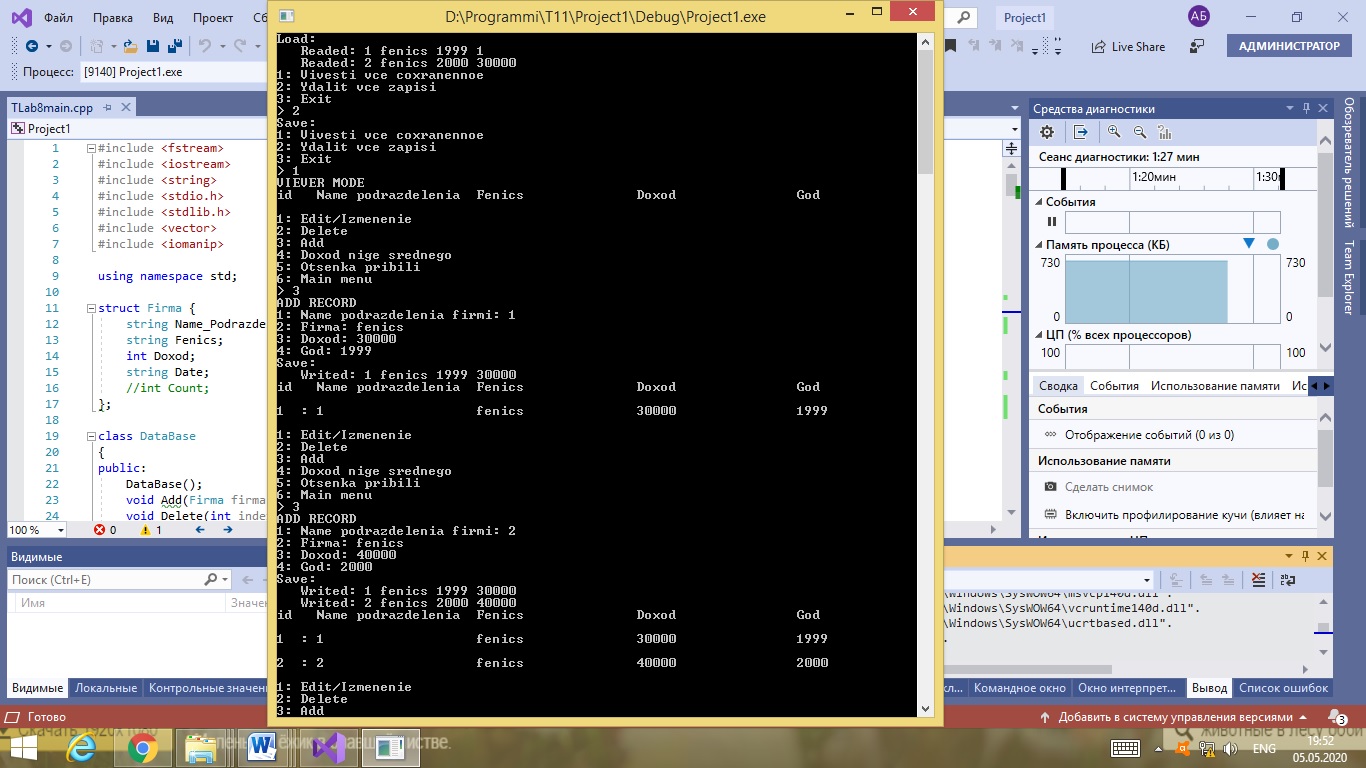 D:\Programmi\T11\Project1\Debug\Project1.exe
Файл Правка Вид Проект
Project1
АБ
Live Share
АДМИНИСТРАТОР
Процесс: [9140] Project1.exe
TLab8main.cpp
Project1
1 #include <fstream>
2 #include <iostream>
3 #include <string>
4 #include <stdio.h>
5 #include <stdlib.h>
6 #include <vector>
7 #include <iomanip>
8
9 using namespace std;
10
11 struct Firma {
12 string Name_Podrazde
13 string Fenics;
14 int Doxod;
15 string Date;
16 //int Count;
17 };
18
19 class DataBase
20 {
21 public:
22 DataBase();
23 void Add(Firma firma
24 void Delete(int inde
100 %
0
1
Видимые
Поиск (Ctrl+E)
Имя
Видимые Локальные
Готово
Load:
Readed: 1 fenics 1999 1
Readed: 2 fenics 2000 30000
1: Vivesti vce coxranennoe
2: Ydalit vce zapisi
3: Exit
> 2
Save:
1: Vivesti vce coxranennoe
2: Ydalit vce zapisi
3: Exit
> 1
VIEVER MODE
id Name podrazdelenia Fenics Doxod God
1: Edit/Izmenenie
2: Delete
3: Add
4: Doxod nige srednego
5: Otsenka pribili
6: Main menu
> 3
ADD RECORD
1: Name podrazdelenia firmi: 1
2: Firma: fenics
3: Doxod: 30000
4: God: 1999
Save:
Writed: 1 fenics 1999 30000
id Name podrazdelenia Fenics Doxod God
1 : 1 fenics 30000 1999
1: Edit/Izmenenie
2: Delete
3: Add
4: Doxod nige srednego
5: Otsenka pribili
6: Main menu
> 3
ADD RECORD
1: Name podrazdelenia firmi: 2
2: Firma: fenics
3: Doxod: 40000
4: God: 2000
Save:
Writed: 1 fenics 1999 30000
Writed: 2 fenics 2000 40000
id Name podrazdelenia Fenics Doxod God
1 : 1 fenics 30000 1999
2 : 2 fenics 40000 2000
1: Edit/Izmenenie
2: Delete
3: Add
Средства диагностики
Сеанс диагностики: 1:27 мин
1:20мин
События
Память процесса (КБ)
730 730
0 0
ЦП (% всех процессоров)
100 100
Сводка События Использование памяти
События
Отображение событий (0 из 0)
Использование памяти
Сделать снимок
Включить профилирование кучи (влияет на
Обозреватель решений
Team Explorer
\Windows\SysWOW64\vcruntime140d.dll".
\Windows\SysWOW64\ucrtbased.dll".
Командное окно Окно интерпрет... Вывод Список ошибок
Добавить в систему управления версиями
3
ENG
19:52
05.05.2020